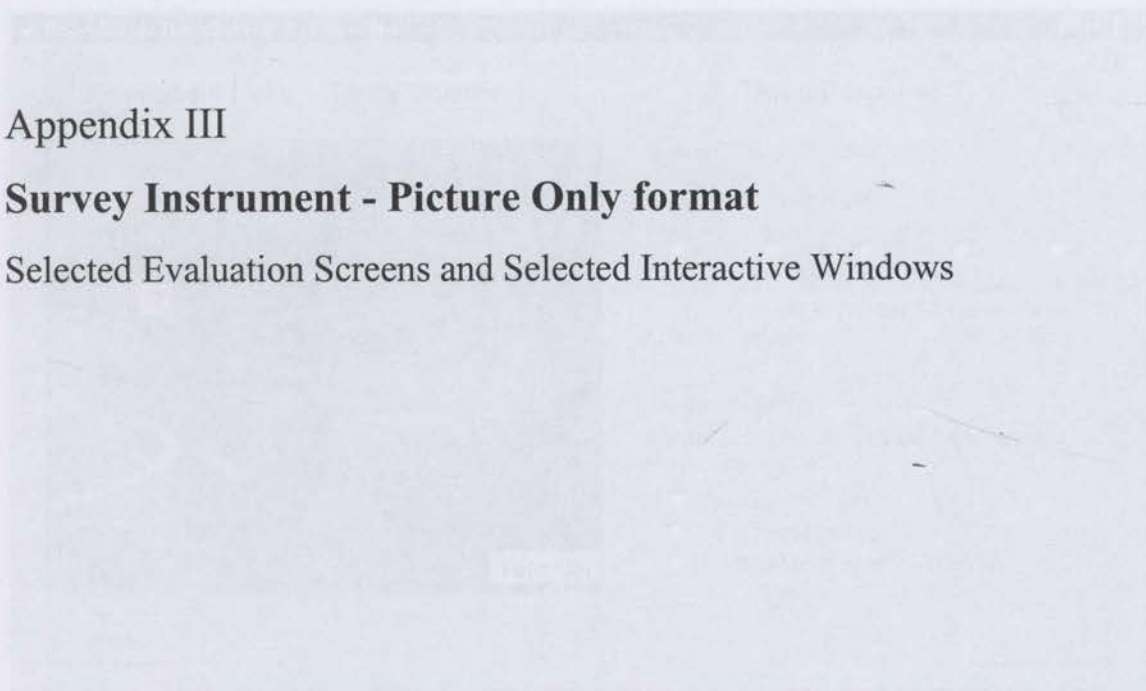 Appendix III
Survey Instrument - Picture Only format
Selected Evaluation Screens and Selected Interactive Windows